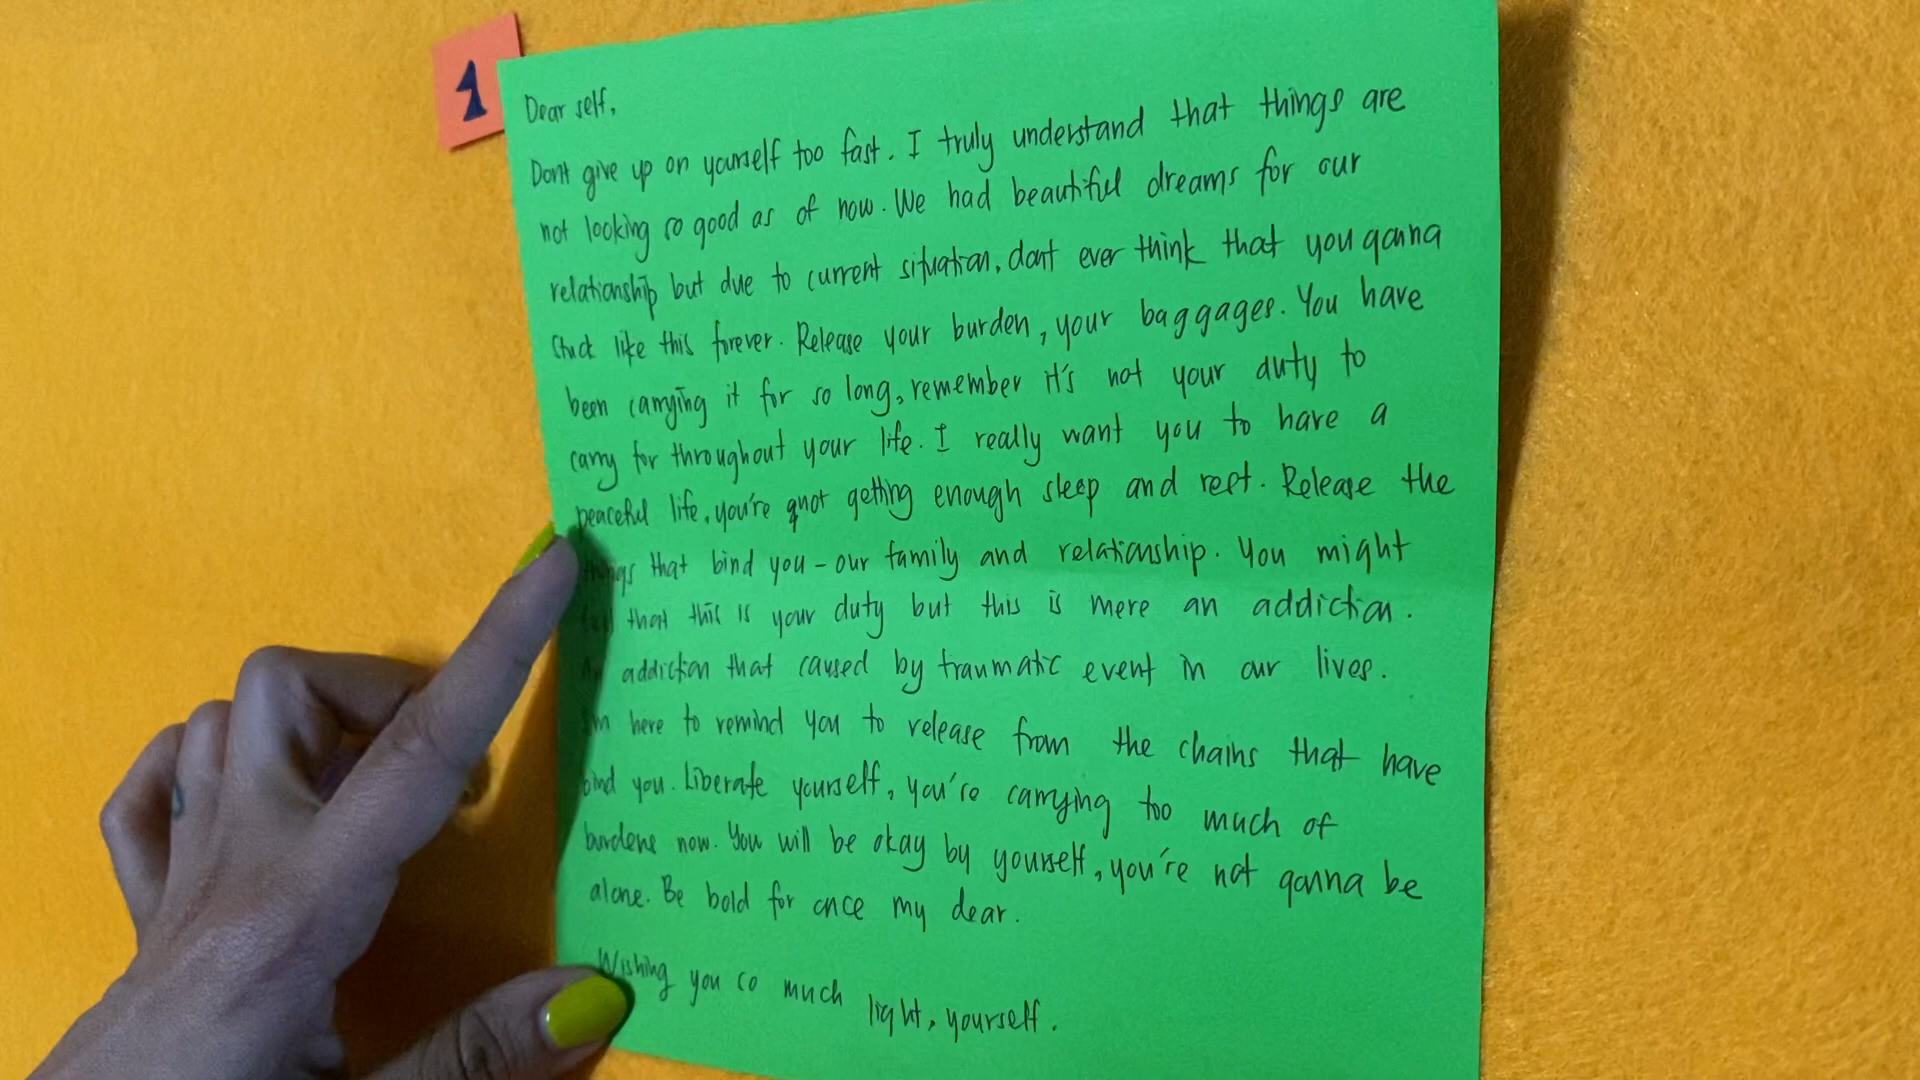 1
Dear self,
Dont give up on yourself too fast. I truly understand that things are
not looking so good as of now. We had beautiful dreams for our
relationship but due to current situation, dont ever think that you gonna
stuck like this forever. Release your burden, your baggages. You have
been carrying it for so long, remember it's not your duty to
carry for throughout your life. I really want you to have a
peaceful life, you're not getting enough sleep and rest. Release the
things that bind you - our family and relationship. You might
that this is your duty but this is mere an addiction.
An addiction that caused by traumatic event in our lives.
I'm here to remind you to release from the chains that have
bind you. Liberate yourself, you're carrying too much of
burdens now. You will be okay by yourself, you're not gonna be
alone. Be bold for once my dear.
Wishing you so much light, yourself.